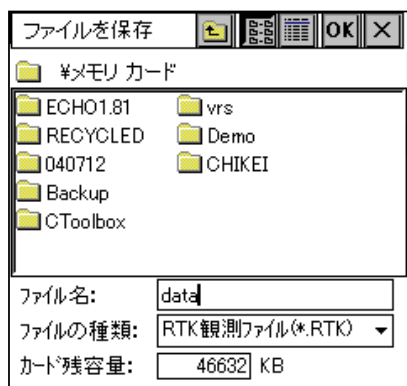 ファイルを保存 OK
¥メモリ カード
ECHO1.81 vrs
RECYCLED Demo
040712 CHIKEI
Backup
CToolbox
ファイル名: data
ファイルの種類: RTK観測ファイル(*.RTK)
カード残容量: 46632 KB